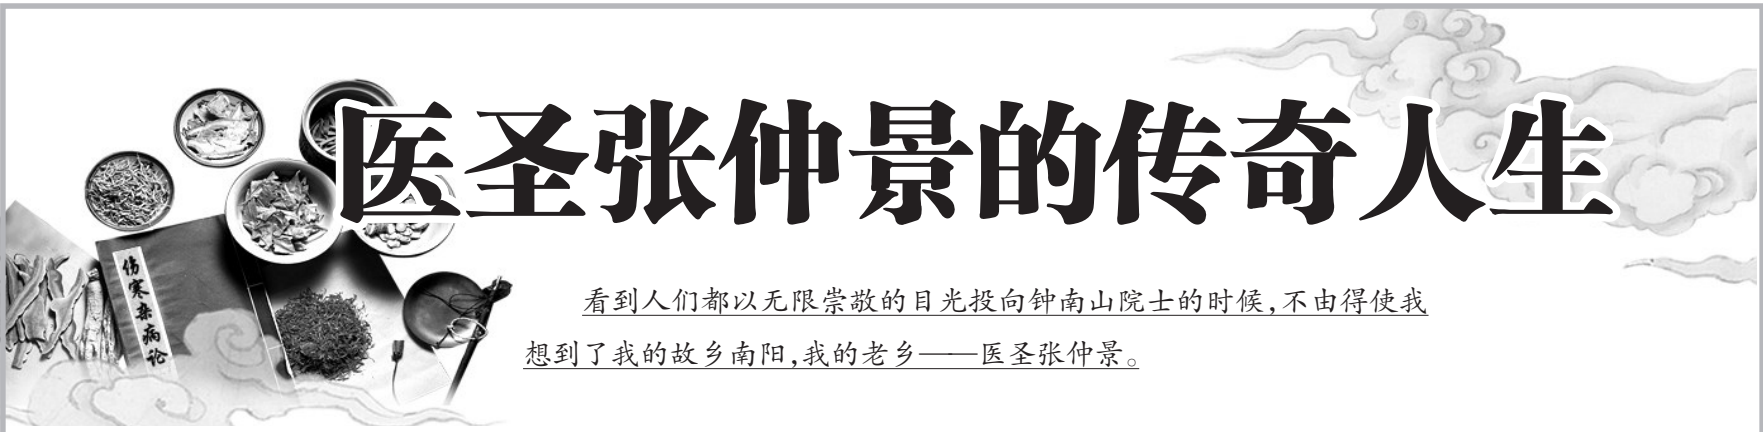 医圣张仲景的传奇人生
伤寒杂病论
看到人们都以无限崇敬的目光投向钟南山院士的时候,不由得使我
想到了我的故乡南阳,我的老乡——医圣张仲景。